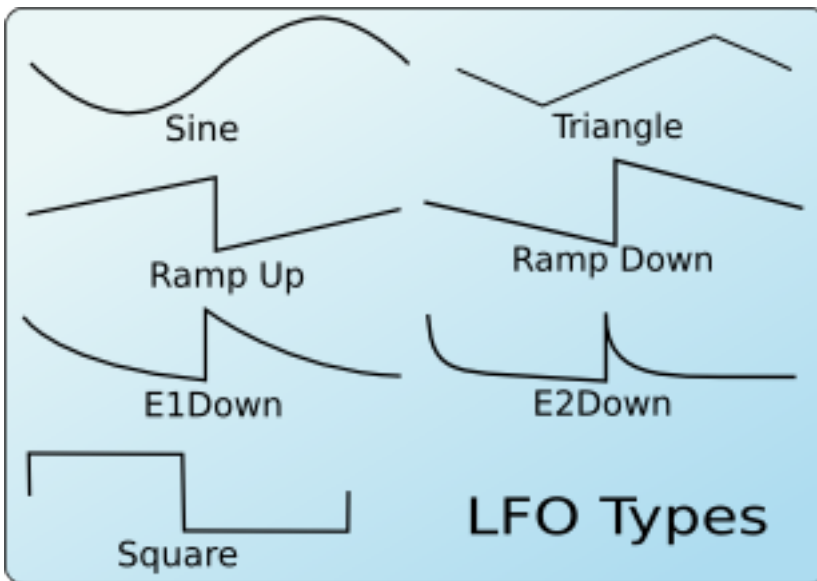 Sine
Triangle
Ramp Up
Ramp Down
E1Down
E2Down
Square
LFO Types